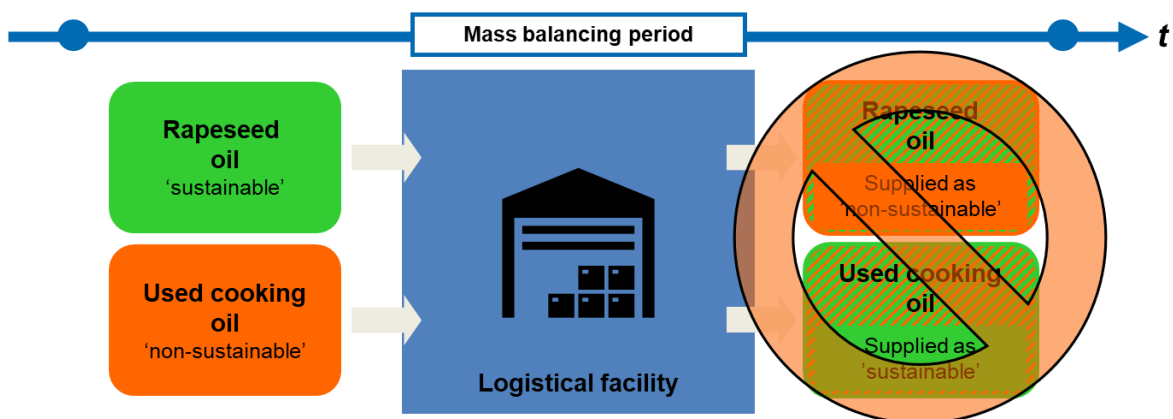 Mass balancing period
t
Rapeseed
oil
‘sustainable’
Used cooking
oil
‘non-sustainable’
Logistical facility
Rapeseed
oil
Supplied as
‘non-sustainable’
Used cooking
oil
Supplied as
’sustainable’